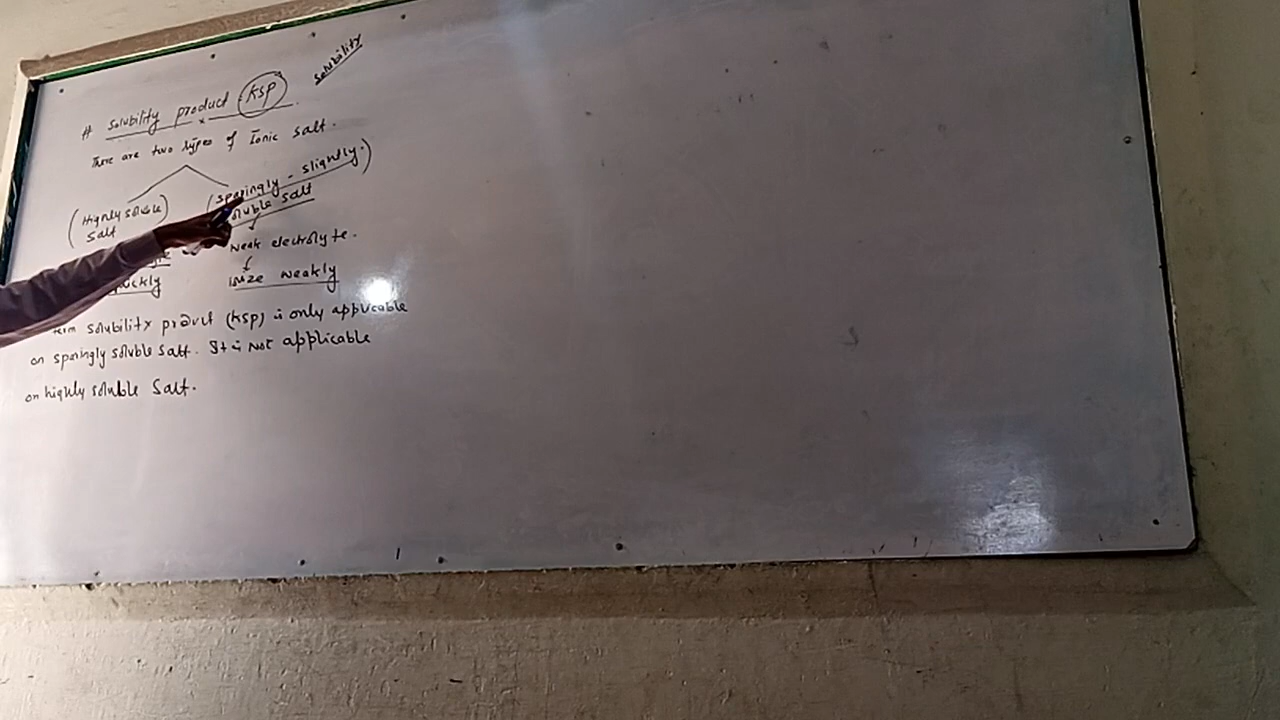 solubility
# Solubility product (KSP)
There are two types of Ionic salt.
(Highly soluble (sparingly - slightly.)
Salt soluble salt
weak electrolyte.
Ionize weakly
solubility product (KSP) is only applicable
on sparingly soluble salt. It is Not applicable
on highly soluble Salt.